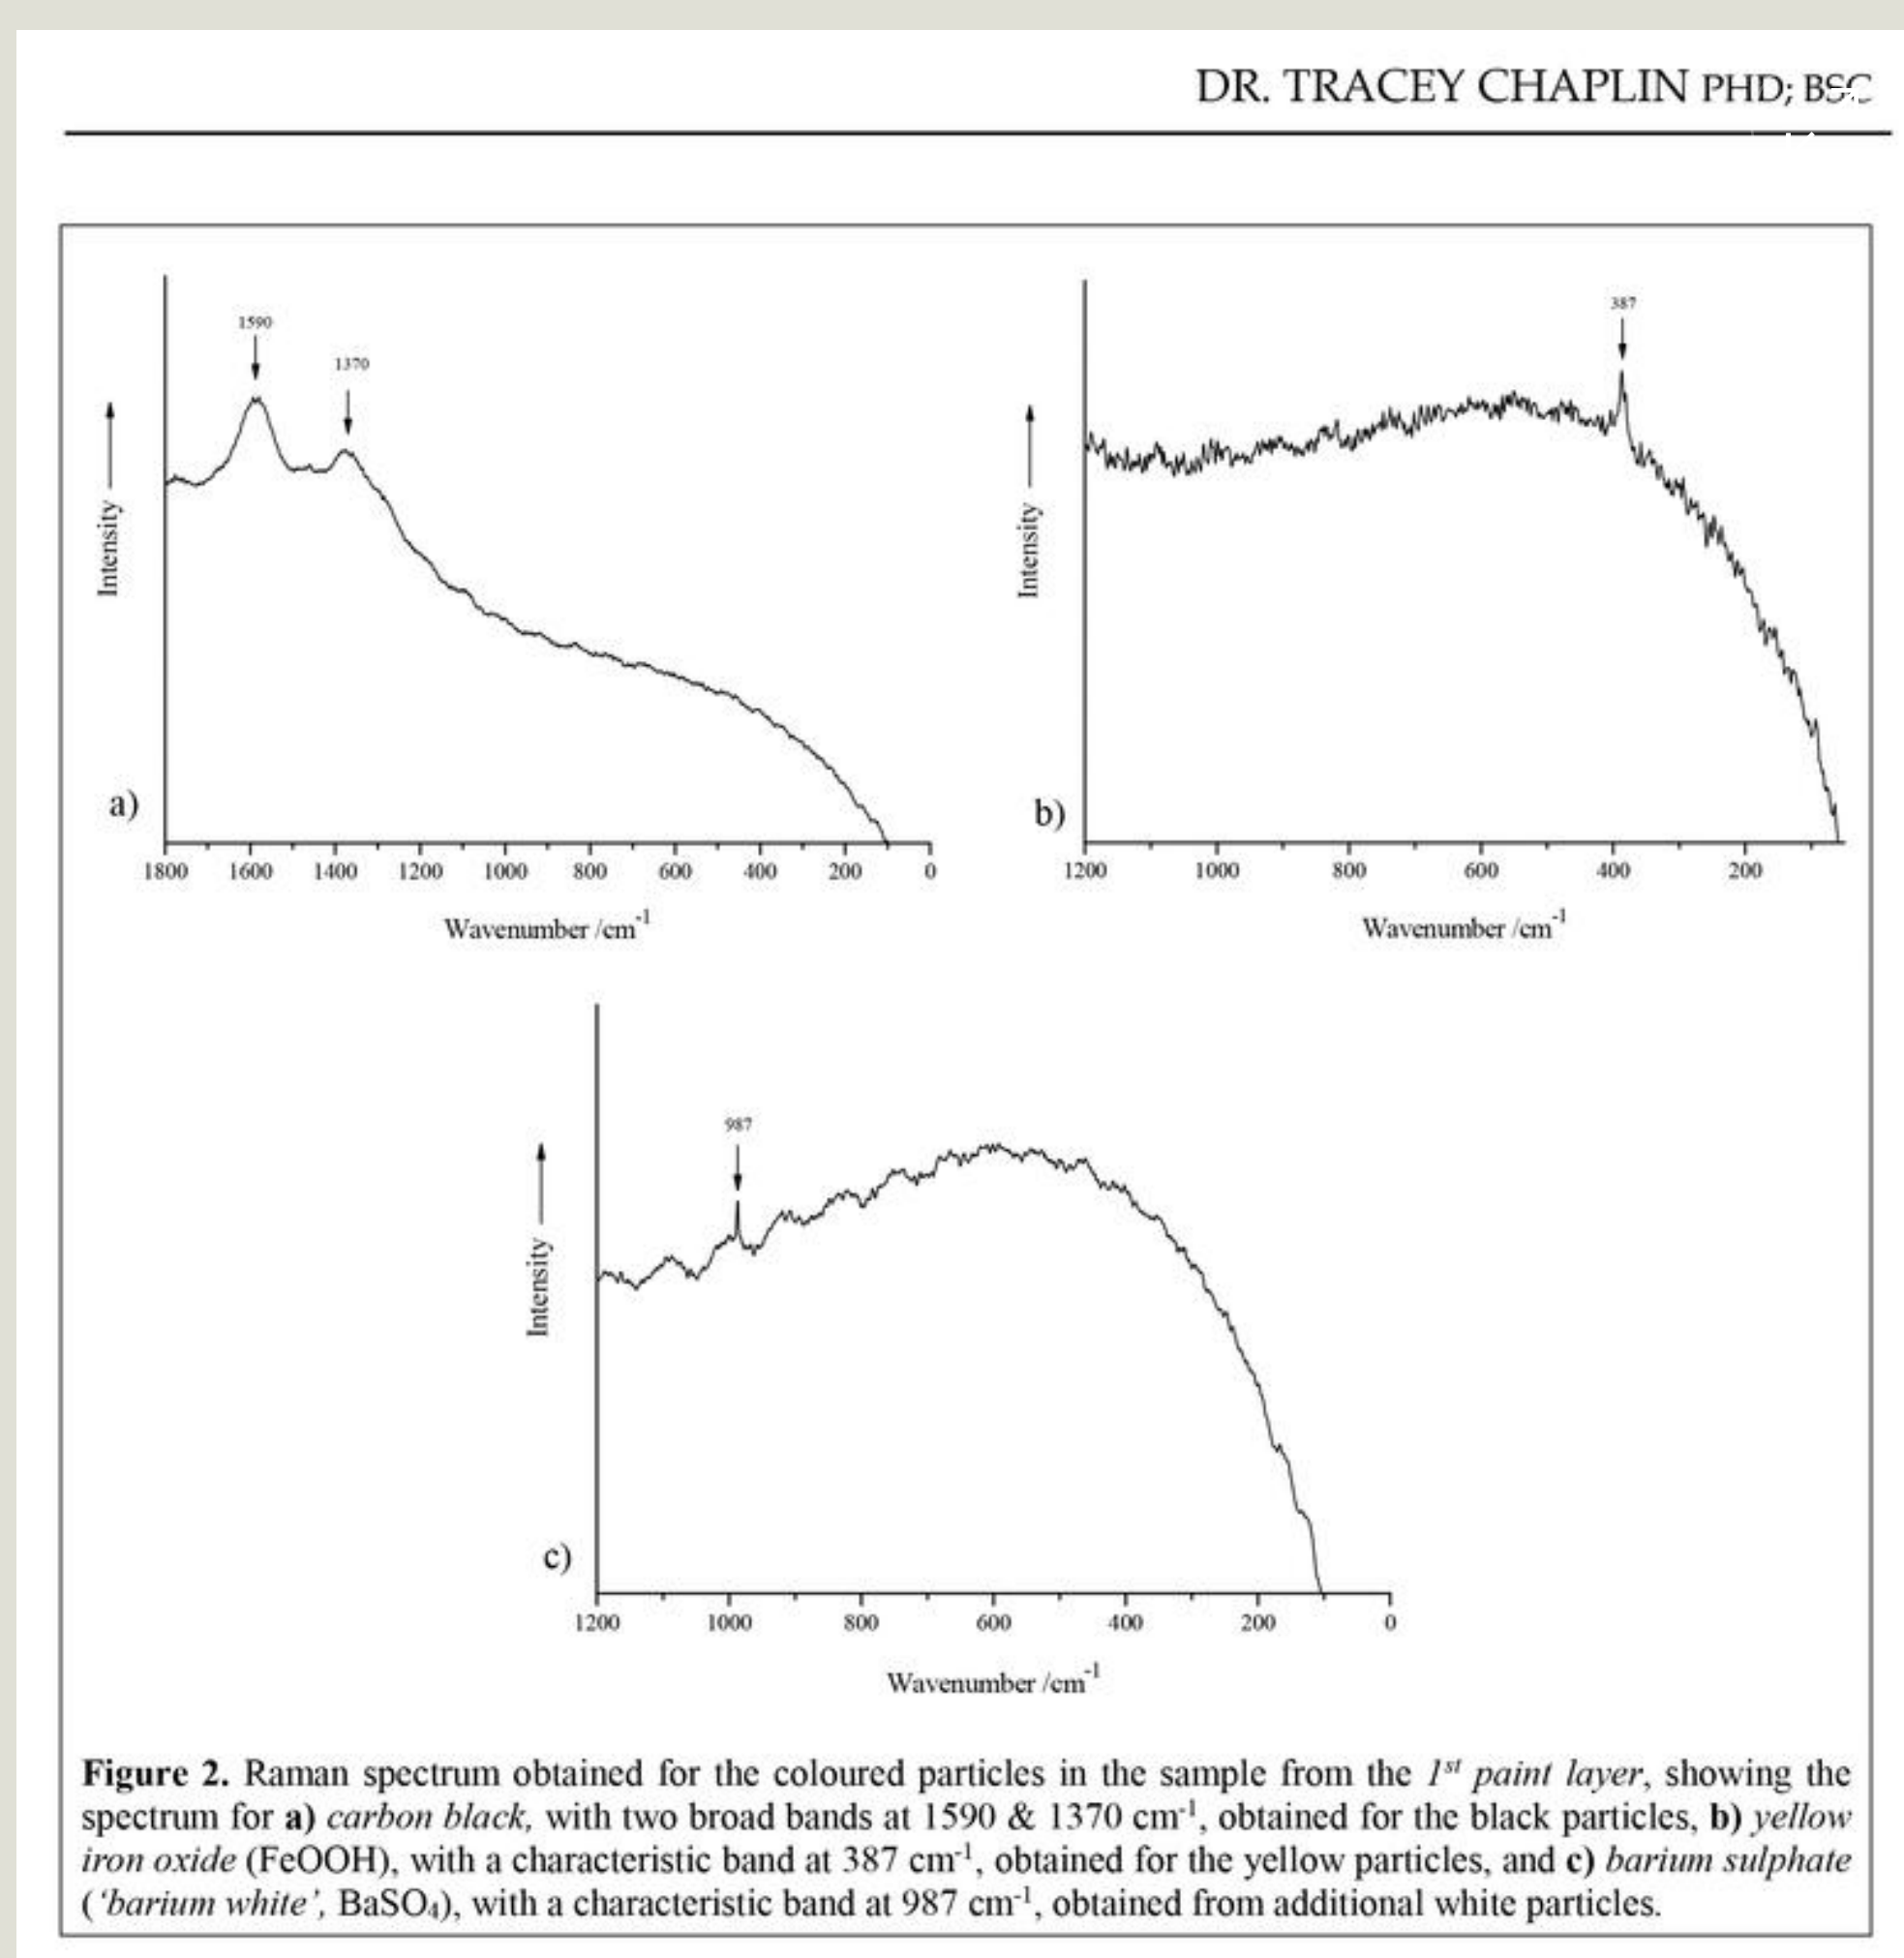 DR. TRACEY CHAPLIN PHD; BSC
1590
1370
Intensity
a)
1800 1600 1400 1200 1000 800 600 400 200 0
Wavenumber /cm⁻¹
387
Intensity
b)
1200 1000 800 600 400 200
Wavenumber /cm⁻¹
987
Intensity
c)
1200 1000 800 600 400 200 0
Wavenumber /cm⁻¹
Figure 2. Raman spectrum obtained for the coloured particles in the sample from the 1ˢᵗ paint layer, showing the
spectrum for a) carbon black, with two broad bands at 1590 & 1370 cm⁻¹, obtained for the black particles, b) yellow
iron oxide (FeOOH), with a characteristic band at 387 cm⁻¹, obtained for the yellow particles, and c) barium sulphate
(‘barium white’, BaSO₄), with a characteristic band at 987 cm⁻¹, obtained from additional white particles.